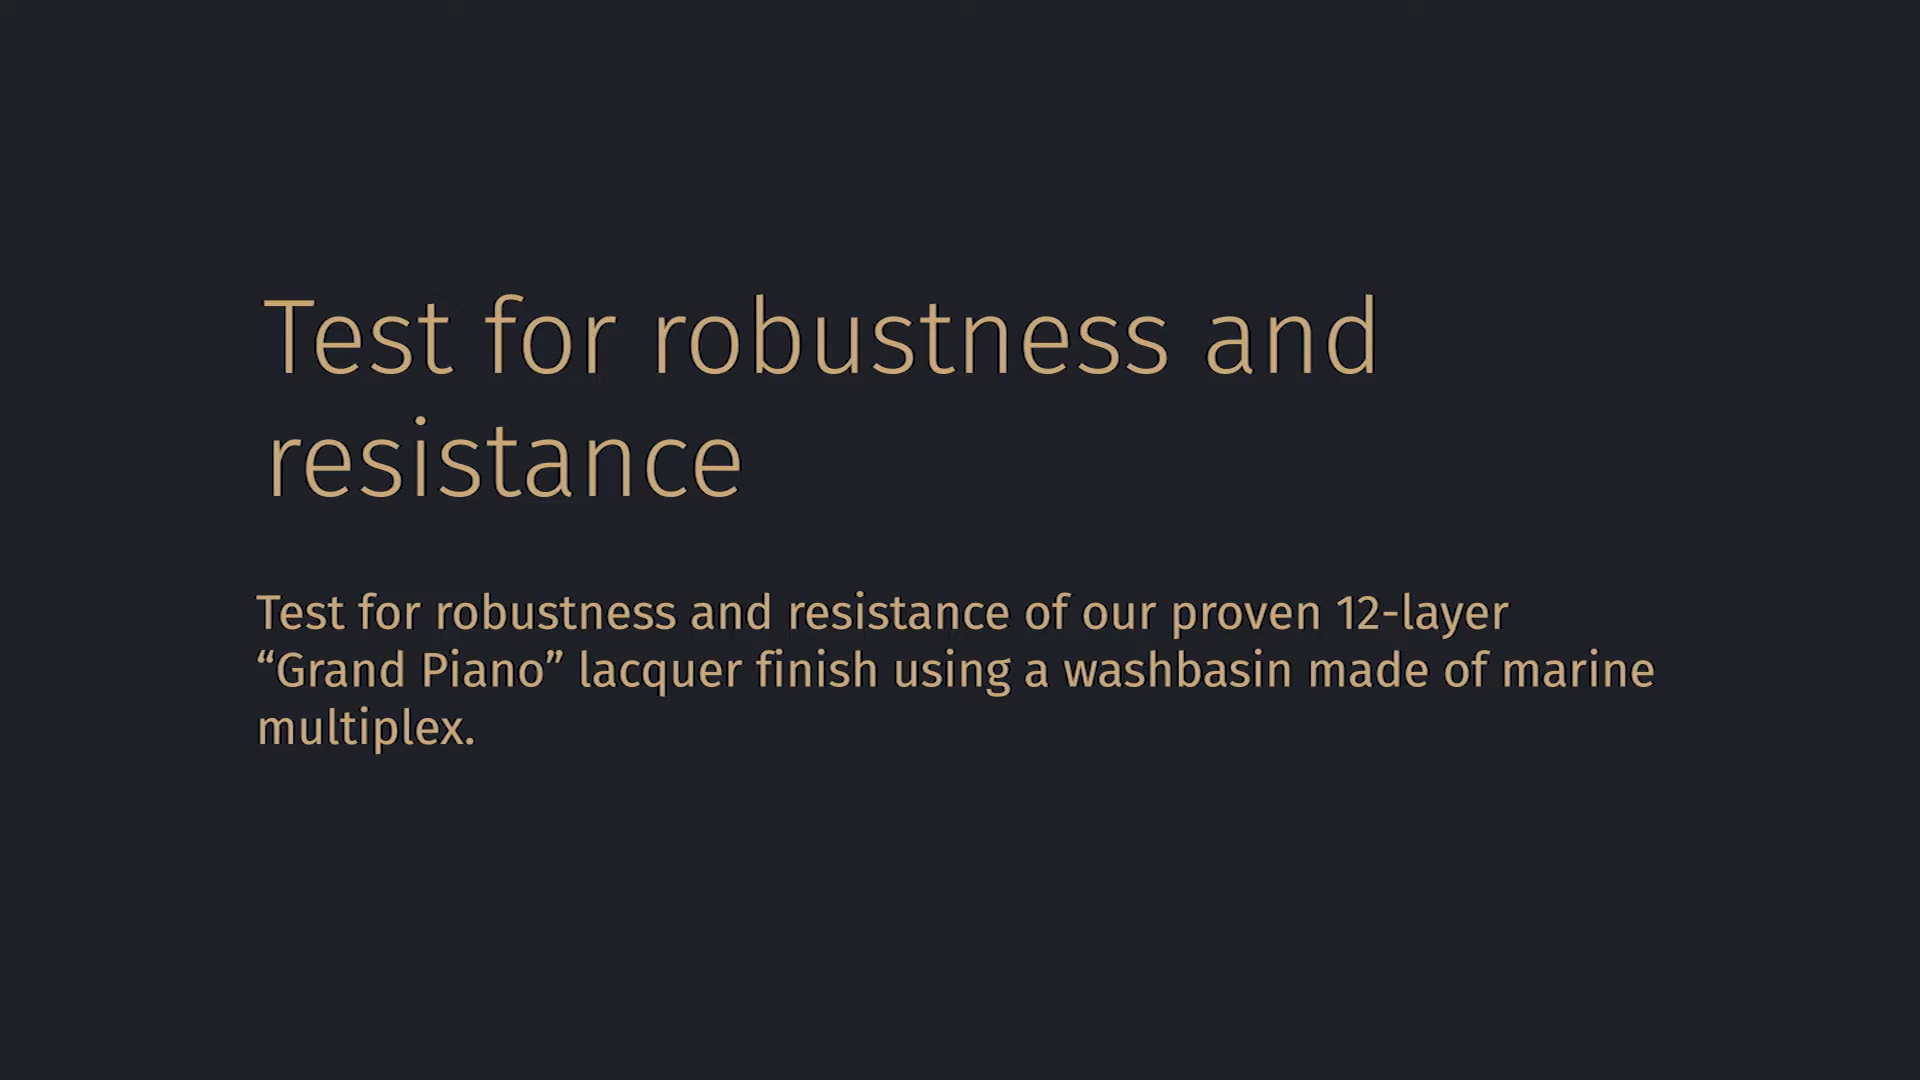 Test for robustness and
resistance
Test for robustness and resistance of our proven 12-layer
“Grand Piano” lacquer finish using a washbasin made of marine
multiplex.